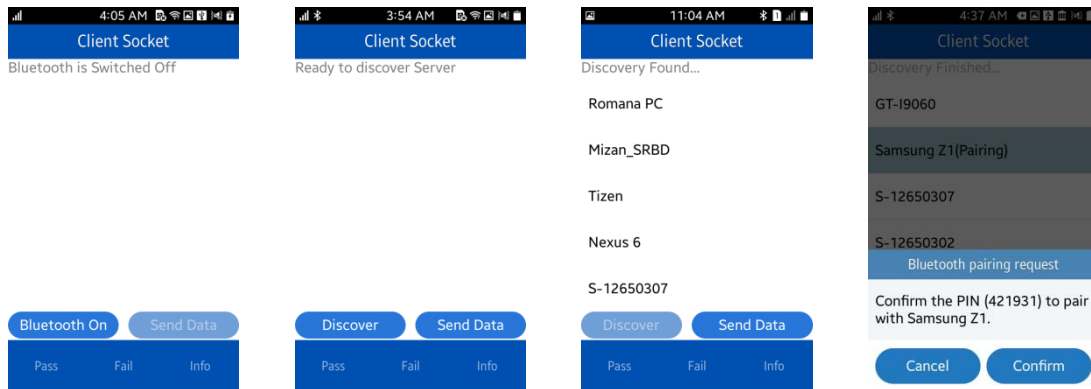 4:05 AM
Client Socket
Bluetooth is Switched Off
Bluetooth On
Send Data
Pass
Fail
Info
3:54 AM
Client Socket
Ready to discover Server
Discover
Send Data
Pass
Fail
Info
11:04 AM
Client Socket
Discovery Found...
Romana PC
Mizan_SRBD
Tizen
Nexus 6
S-12650307
Discover
Send Data
Pass
Fail
Info
4:37 AM
Client Socket
Discovery Finished...
GT-I9060
Samsung Z1(Pairing)
S-12650307
S-12650302
Bluetooth pairing request
Confirm the PIN (421931) to pair
with Samsung Z1.
Cancel
Confirm